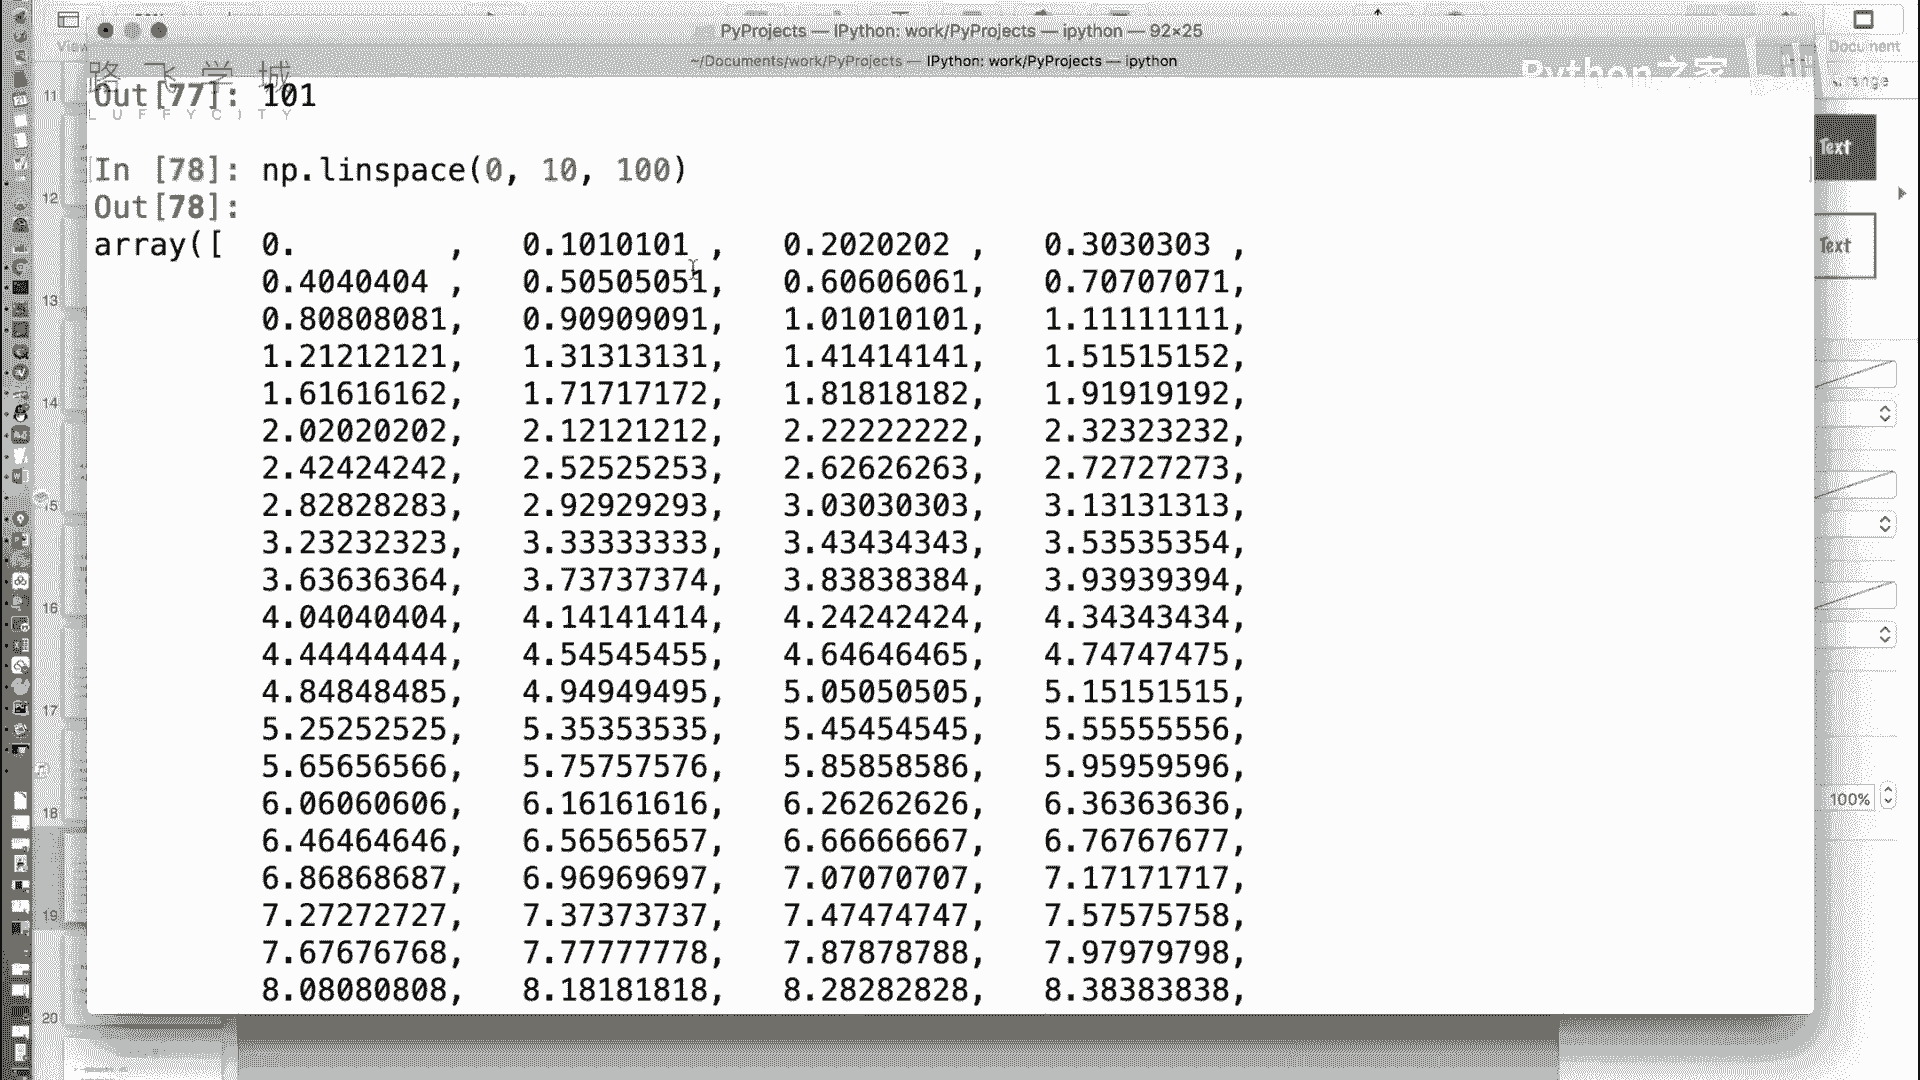 PyProjects — IPython: work/PyProjects — ipython — 92×25
~/Documents/work/PyProjects — IPython: work/PyProjects — ipython
路飞学城
LUFFYCITY
Python之家
Document
Out[77]: 101
In [78]: np.linspace(0, 10, 100)
Out[78]:
array([ 0. , 0.1010101 , 0.2020202 , 0.3030303 ,
0.4040404 , 0.50505051, 0.60606061, 0.70707071,
0.80808081, 0.90909091, 1.01010101, 1.11111111,
1.21212121, 1.31313131, 1.41414141, 1.51515152,
1.61616162, 1.71717172, 1.81818182, 1.91919192,
2.02020202, 2.12121212, 2.22222222, 2.32323232,
2.42424242, 2.52525253, 2.62626263, 2.72727273,
2.82828283, 2.92929293, 3.03030303, 3.13131313,
3.23232323, 3.33333333, 3.43434343, 3.53535354,
3.63636364, 3.73737374, 3.83838384, 3.93939394,
4.04040404, 4.14141414, 4.24242424, 4.34343434,
4.44444444, 4.54545455, 4.64646465, 4.74747475,
4.84848485, 4.94949495, 5.05050505, 5.15151515,
5.25252525, 5.35353535, 5.45454545, 5.55555556,
5.65656566, 5.75757576, 5.85858586, 5.95959596,
6.06060606, 6.16161616, 6.26262626, 6.36363636,
6.46464646, 6.56565657, 6.66666667, 6.76767677,
6.86868687, 6.96969697, 7.07070707, 7.17171717,
7.27272727, 7.37373737, 7.47474747, 7.57575758,
7.67676768, 7.77777778, 7.87878788, 7.97979798,
8.08080808, 8.18181818, 8.28282828, 8.38383838,
11
12
13
14
15
16
17
18
19
20
Text
Text
100%